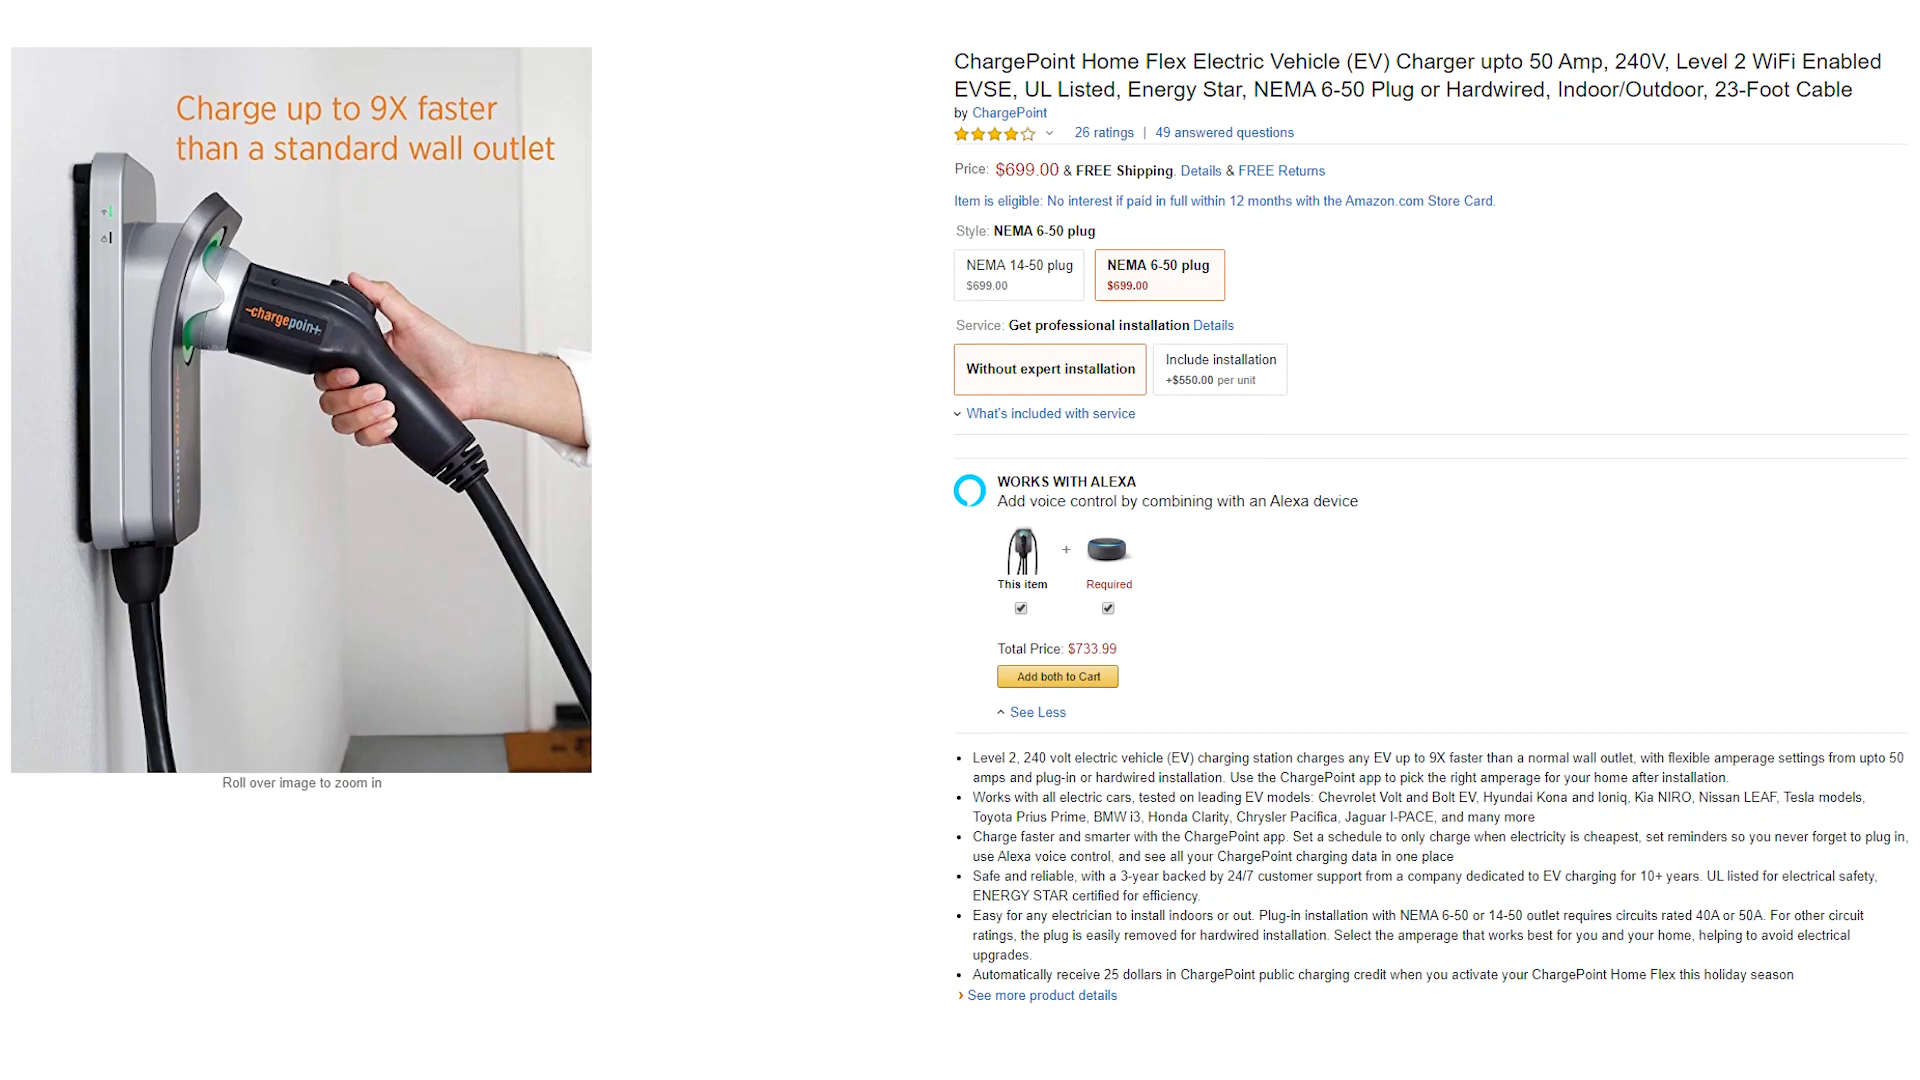 Charge up to 9X faster
than a standard wall outlet
-chargepoin+
Roll over image to zoom in
ChargePoint Home Flex Electric Vehicle (EV) Charger upto 50 Amp, 240V, Level 2 WiFi Enabled
EVSE, UL Listed, Energy Star, NEMA 6-50 Plug or Hardwired, Indoor/Outdoor, 23-Foot Cable
by ChargePoint
26 ratings | 49 answered questions
Price: $699.00 & FREE Shipping. Details & FREE Returns
Item is eligible: No interest if paid in full within 12 months with the Amazon.com Store Card.
Style: NEMA 6-50 plug
NEMA 14-50 plug NEMA 6-50 plug
$699.00 $699.00
Service: Get professional installation Details
Without expert installation
Include installation
+$550.00 per unit
What's included with service
WORKS WITH ALEXA
Add voice control by combining with an Alexa device
+
This item Required
Total Price: $733.99
Add both to Cart
See Less
• Level 2, 240 volt electric vehicle (EV) charging station charges any EV up to 9X faster than a normal wall outlet, with flexible amperage settings from upto 50
amps and plug-in or hardwired installation. Use the ChargePoint app to pick the right amperage for your home after installation.
• Works with all electric cars, tested on leading EV models: Chevrolet Volt and Bolt EV, Hyundai Kona and Ioniq, Kia NIRO, Nissan LEAF, Tesla models,
Toyota Prius Prime, BMW i3, Honda Clarity, Chrysler Pacifica, Jaguar I-PACE, and many more
• Charge faster and smarter with the ChargePoint app. Set a schedule to only charge when electricity is cheapest, set reminders so you never forget to plug in,
use Alexa voice control, and see all your ChargePoint charging data in one place
• Safe and reliable, with a 3-year backed by 24/7 customer support from a company dedicated to EV charging for 10+ years. UL listed for electrical safety,
ENERGY STAR certified for efficiency.
• Easy for any electrician to install indoors or out. Plug-in installation with NEMA 6-50 or 14-50 outlet requires circuits rated 40A or 50A. For other circuit
ratings, the plug is easily removed for hardwired installation. Select the amperage that works best for you and your home, helping to avoid electrical
upgrades.
• Automatically receive 25 dollars in ChargePoint public charging credit when you activate your ChargePoint Home Flex this holiday season
› See more product details